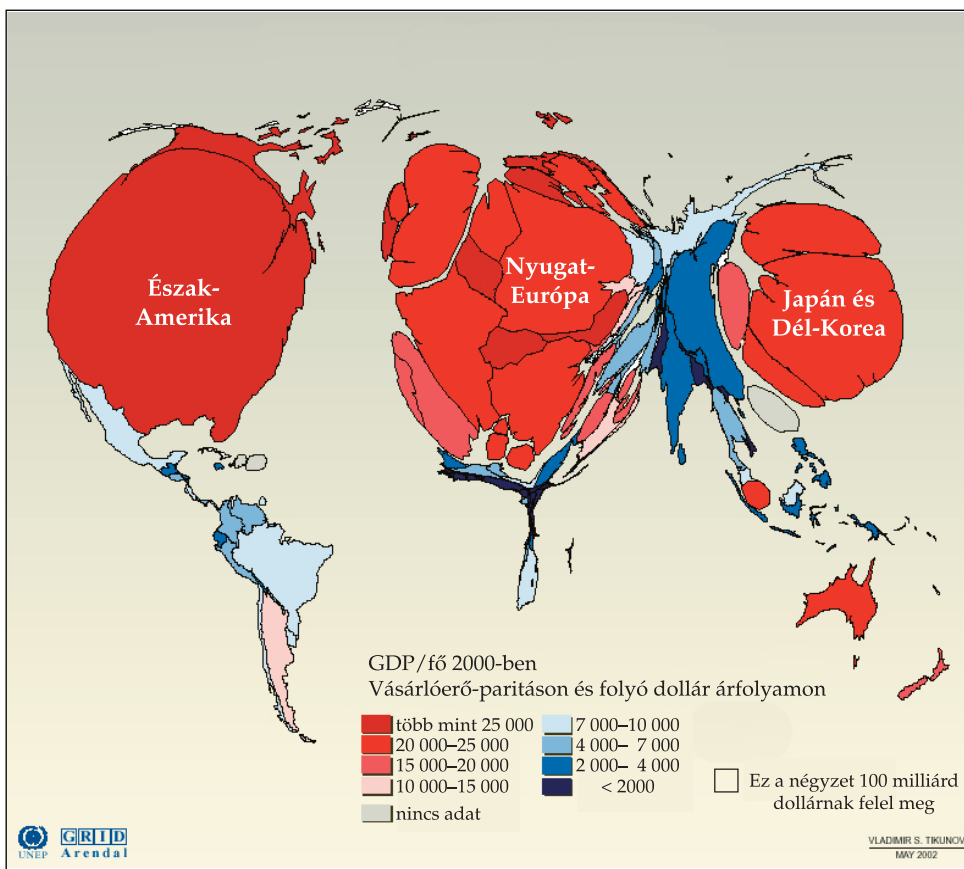 Észak-
Amerika
Nyugat-
Európa
Japán és
Dél-Korea
GDP/fő 2000-ben
Vásárlóerő-paritáson és folyó dollár árfolyamon
több mint 25 000
20 000–25 000
15 000–20 000
10 000–15 000
nincs adat
7 000–10 000
4 000– 7 000
2 000– 4 000
< 2000
Ez a négyzet 100 milliárd
dollárnak felel meg
UNEP
GRID
Arendal
VLADIMIR S. TIKUNOV
MAY 2002